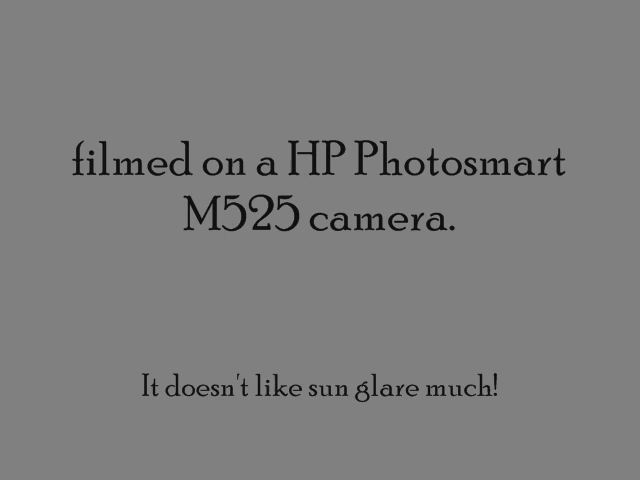 filmed on a HP Photosmart
M525 camera.
It doesn't like sun glare much!